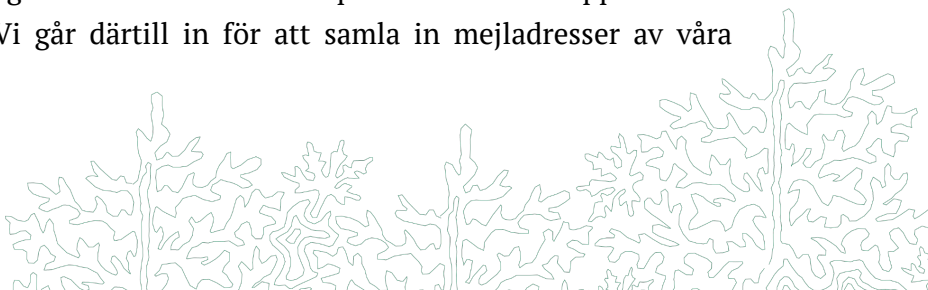 Vi går därtill in för att samla in mejladresser av våra